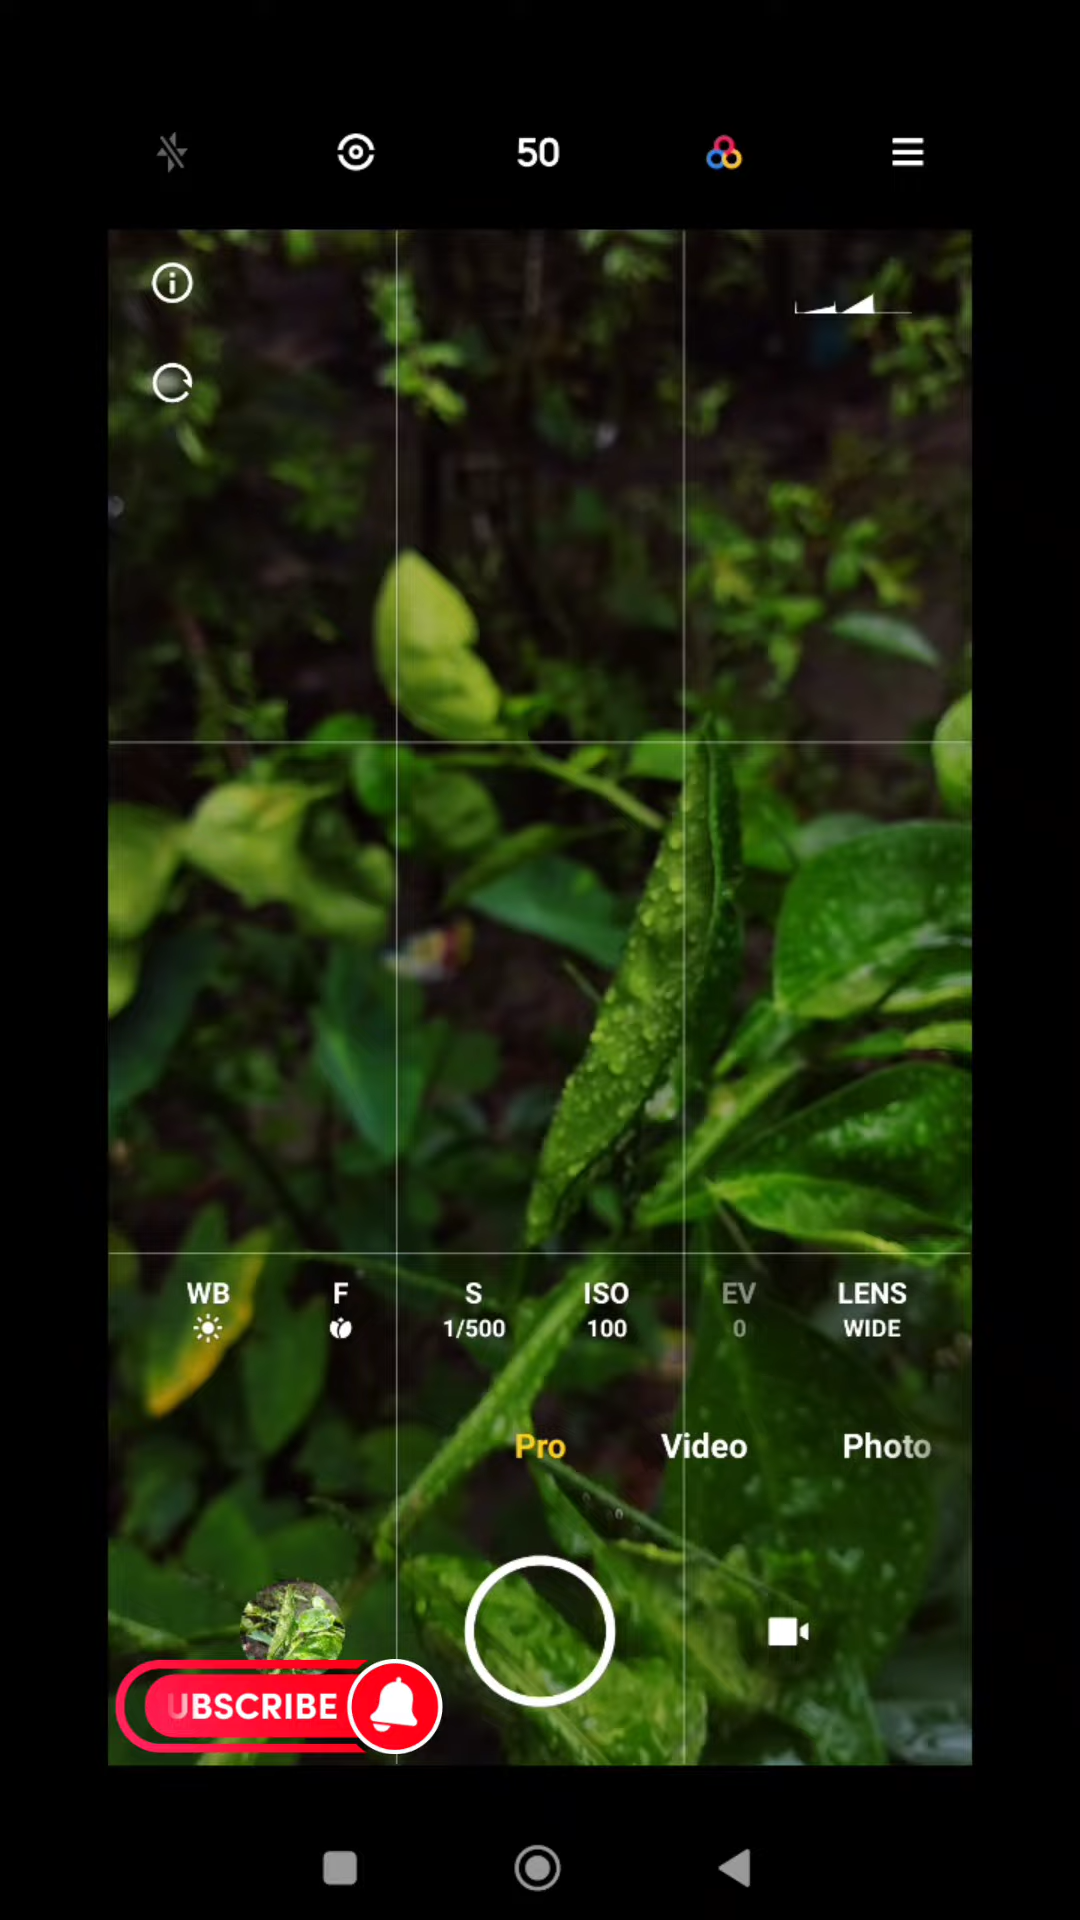 50
WB F S ISO EV LENS
1/500 100 0 WIDE
Pro Video Photo
UBSCRIBE